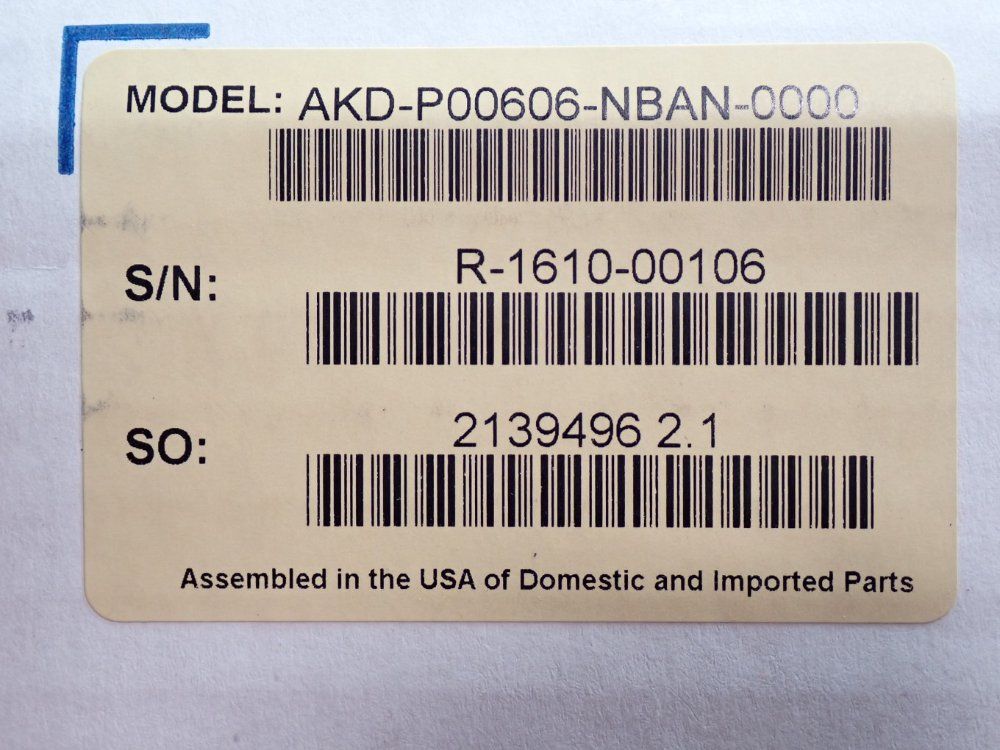 MODEL: AKD-P00606-NBAN-0000
S/N: R-1610-00106
SO: 2139496 2.1
Assembled in the USA of Domestic and Imported Parts